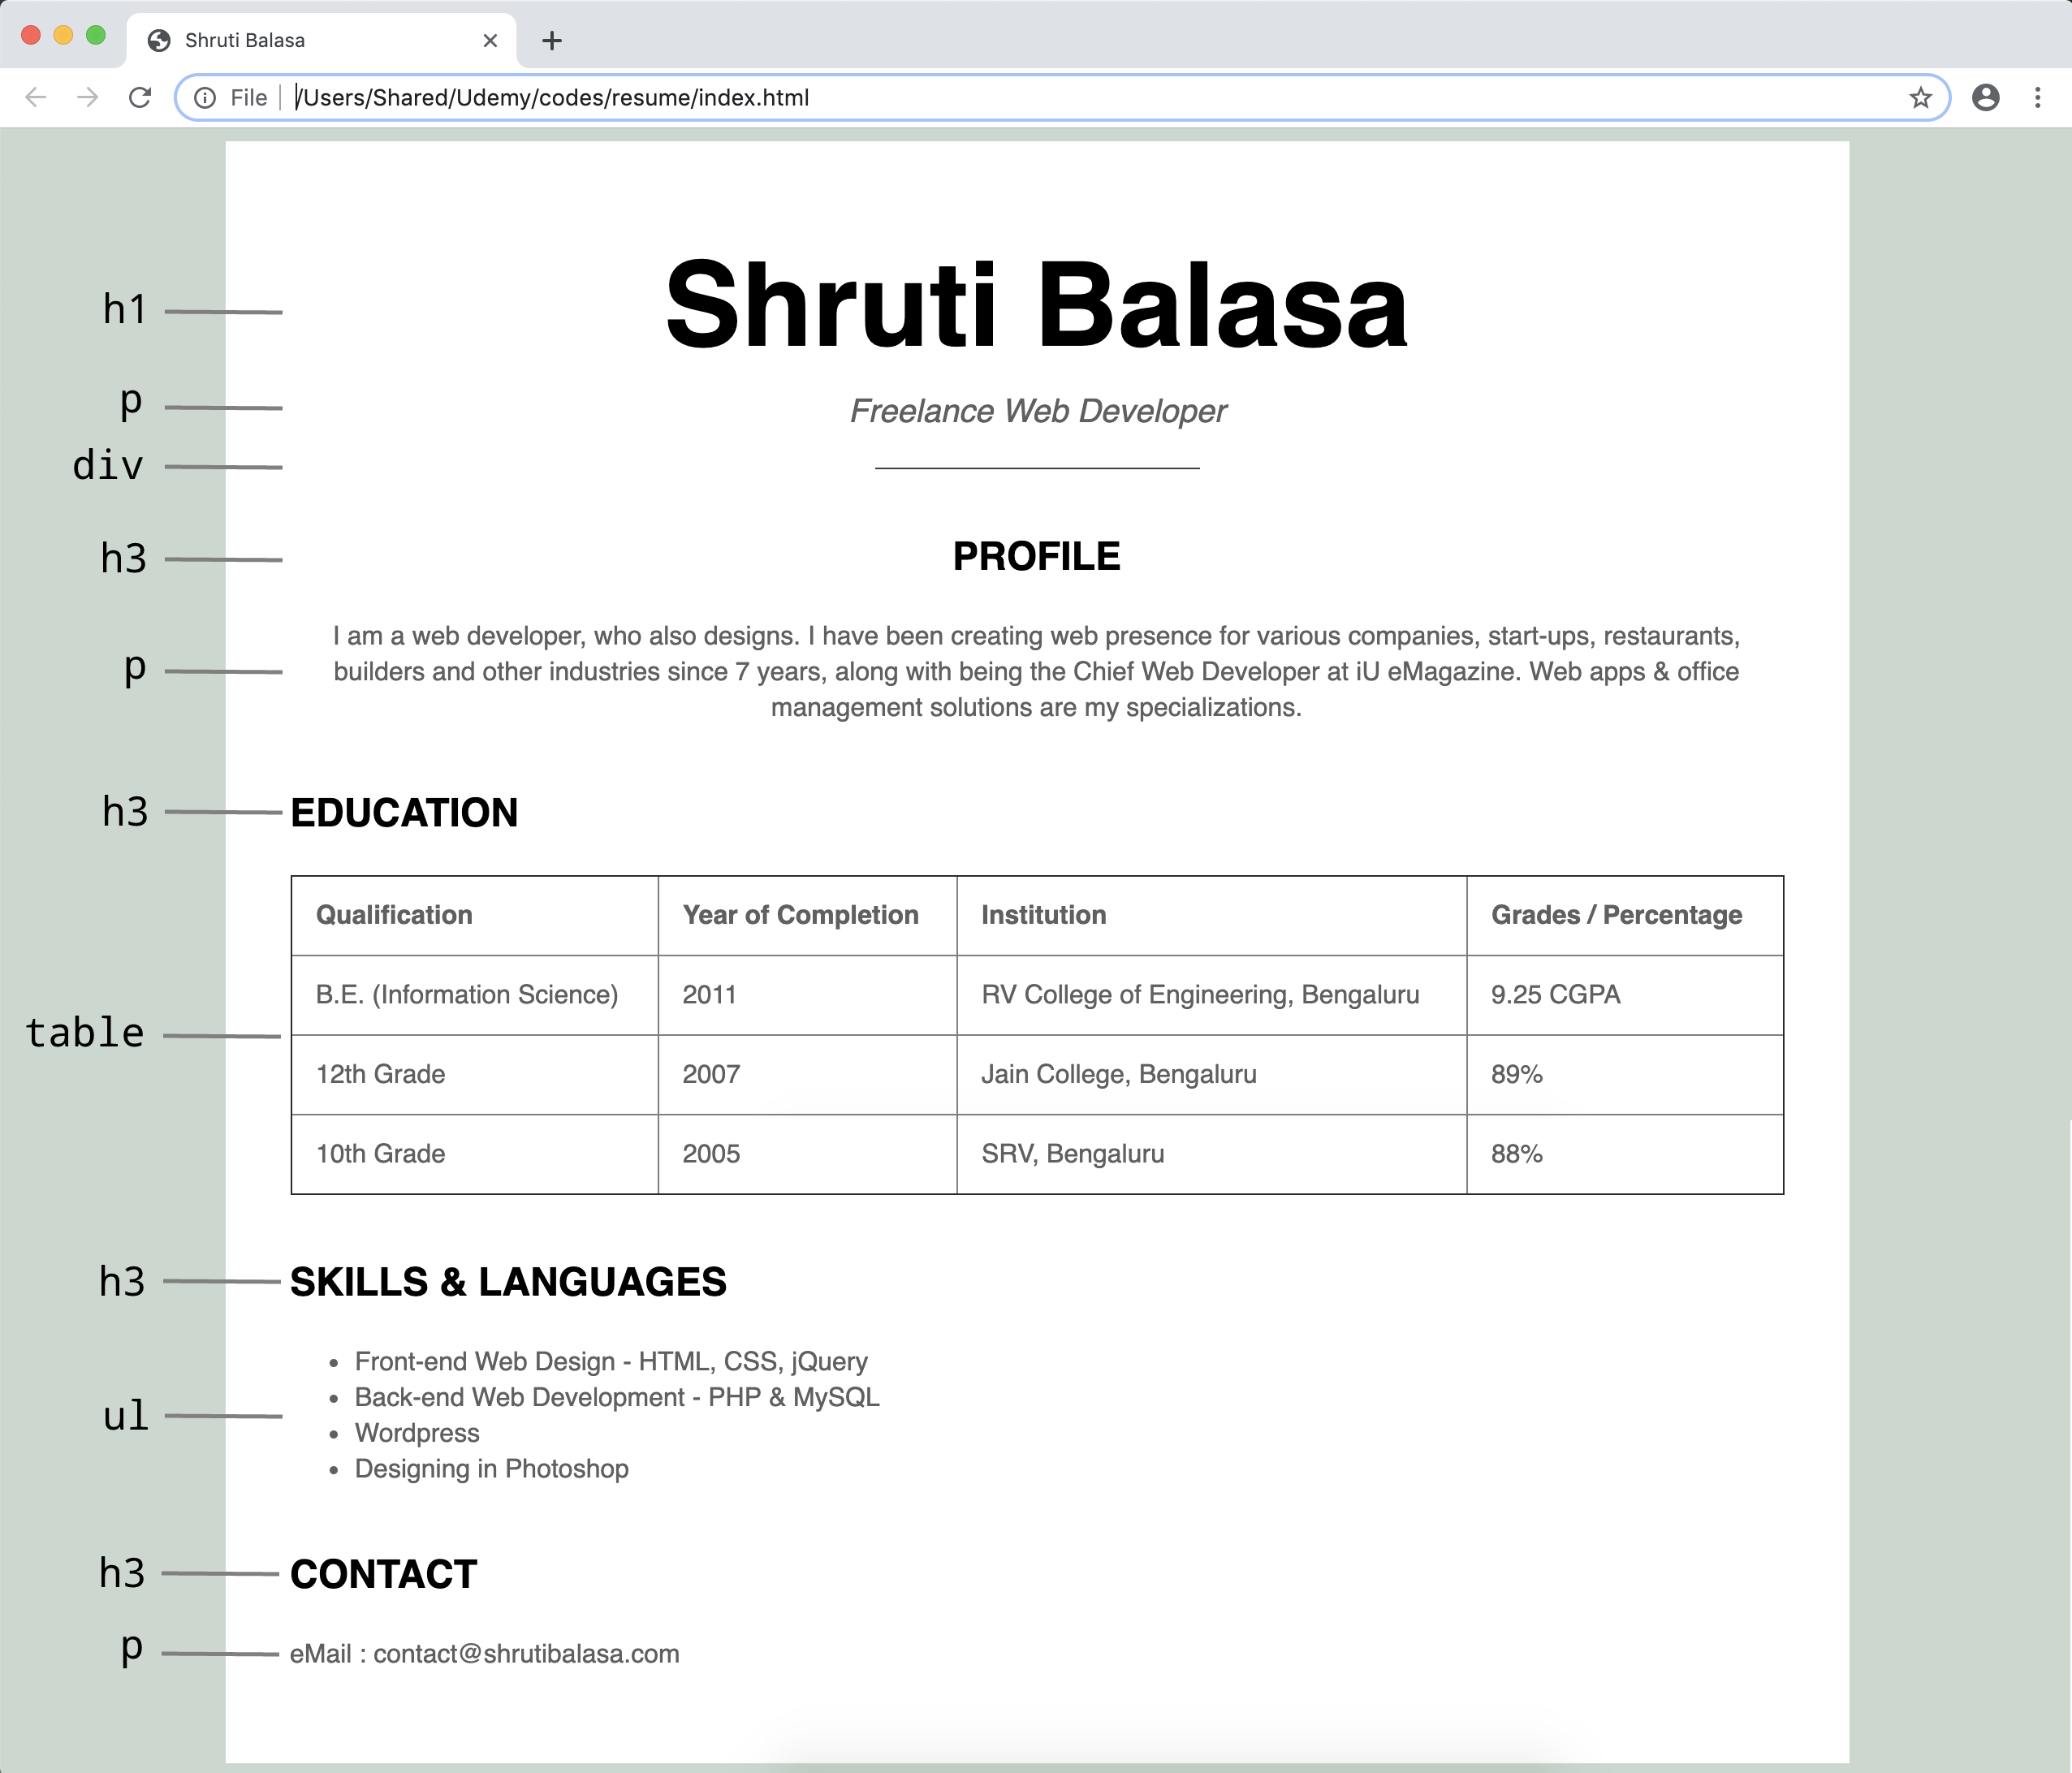 Shruti Balasa
File /Users/Shared/Udemy/codes/resume/index.html
h1 Shruti Balasa
p Freelance Web Developer
div
h3 PROFILE
I am a web developer, who also designs. I have been creating web presence for various companies, start-ups, restaurants,
p builders and other industries since 7 years, along with being the Chief Web Developer at iU eMagazine. Web apps & office
management solutions are my specializations.
h3 EDUCATION
Qualification Year of Completion Institution Grades / Percentage
B.E. (Information Science) 2011 RV College of Engineering, Bengaluru 9.25 CGPA
table
12th Grade 2007 Jain College, Bengaluru 89%
10th Grade 2005 SRV, Bengaluru 88%
h3 SKILLS & LANGUAGES
• Front-end Web Design - HTML, CSS, jQuery
• Back-end Web Development - PHP & MySQL
ul
• Wordpress
• Designing in Photoshop
h3 CONTACT
p eMail : contact@shrutibalasa.com